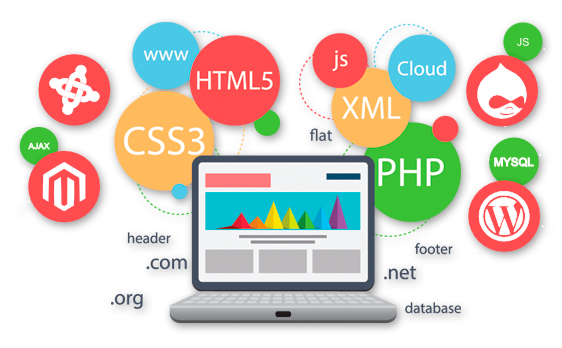 www
HTML5
js
Cloud
JS
XML
flat
CSS3
AJAX
PHP
MYSQL
header
.com
.org
footer
.net
database